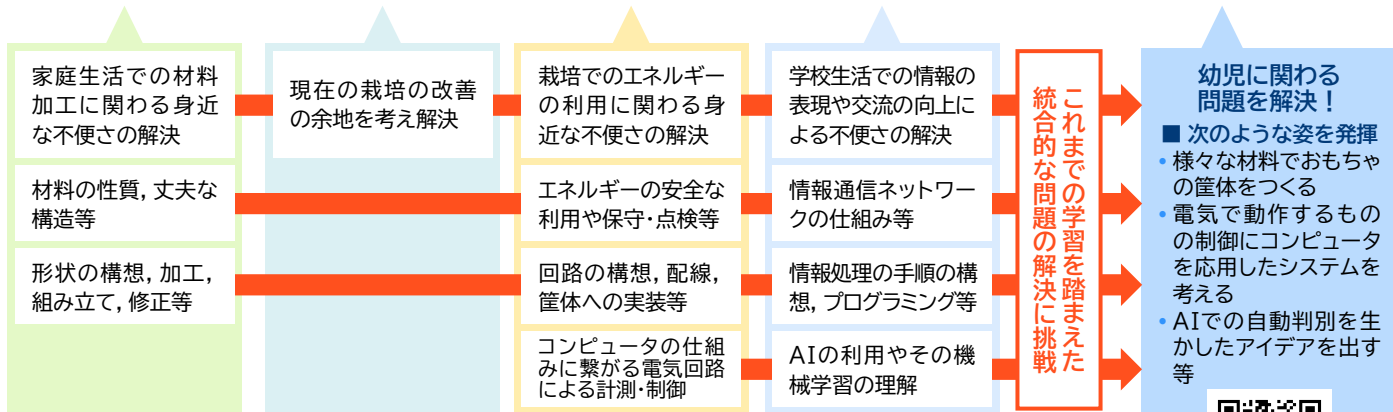 家庭生活での材料
加工に関わる身近
な不便さの解決
材料の性質，丈夫な
構造等
形状の構想，加工，
組み立て，修正等
現在の栽培の改善
の余地を考え解決
栽培でのエネルギー
の利用に関わる身
近な不便さの解決
エネルギーの安全な
利用や保守・点検等
回路の構想，配線，
筐体への実装等
コンピュータの仕組
みに繋がる電気回路
による計測・制御
学校生活での情報の
表現や交流の向上に
よる不便さの解決
情報通信ネットワー
クの仕組み等
情報処理の手順の構
想，プログラミング等
AIの利用やその機
械学習の理解
これまでの学習を踏まえた
統合的な問題の解決に挑戦
幼児に関わる
問題を解決！
■ 次のような姿を発揮
• 様々な材料でおもちゃ
の筐体をつくる
• 電気で動作するもの
の制御にコンピュータ
を応用したシステムを
考える
• AIでの自動判別を生
かしたアイデアを出す
等